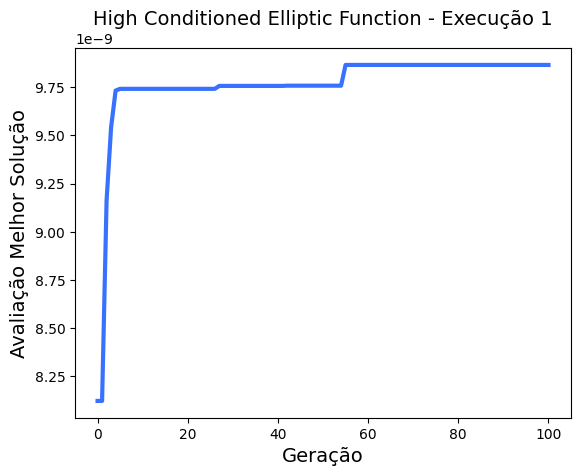 High Conditioned Elliptic Function - Execução 1
1e−9
9.75
9.50
9.25
9.00
8.75
8.50
8.25
Avaliação Melhor Solução
0 20 40 60 80 100
Geração